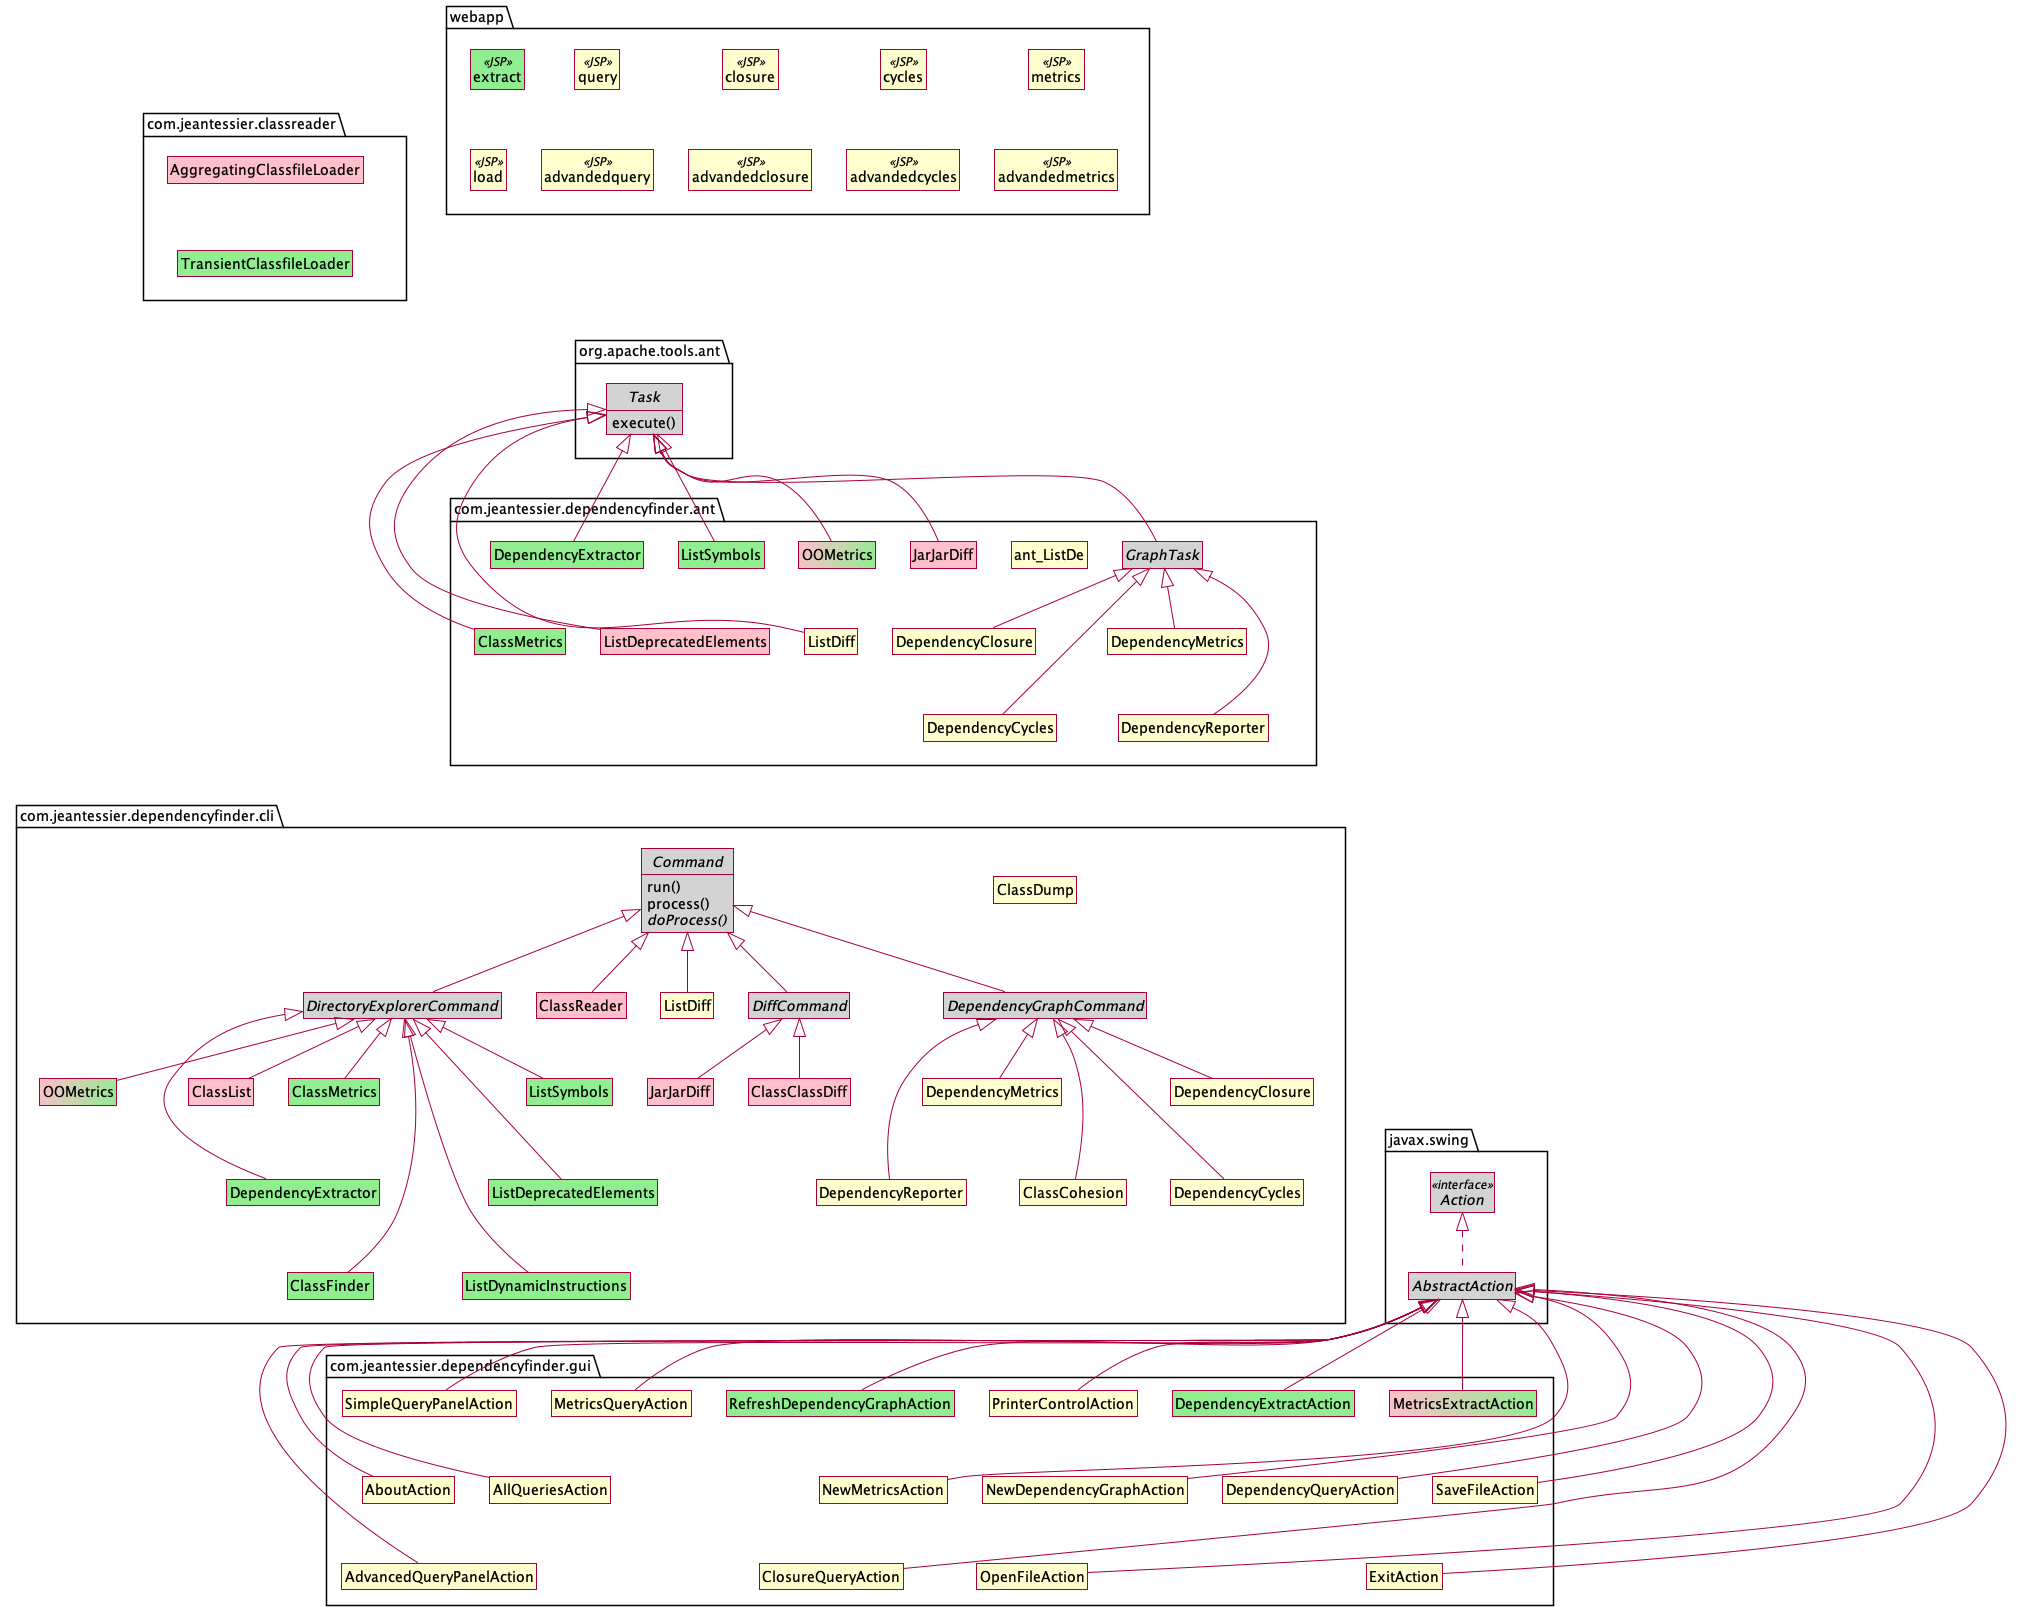 webapp
«JSP»
extract
«JSP»
query
«JSP»
closure
«JSP»
cycles
«JSP»
metrics
«JSP»
load
«JSP»
advandedquery
«JSP»
advandedclosure
«JSP»
advandedcycles
«JSP»
advandedmetrics
com.jeantessier.classreader
AggregatingClassfileLoader
TransientClassfileLoader
org.apache.tools.ant
Task
execute()
com.jeantessier.dependencyfinder.ant
DependencyExtractor
ListSymbols
OOMetrics
JarJarDiff
ant_ListDe
GraphTask
ClassMetrics
ListDeprecatedElements
ListDiff
DependencyClosure
DependencyMetrics
DependencyCycles
DependencyReporter
com.jeantessier.dependencyfinder.cli
Command
run()
process()
doProcess()
ClassDump
DirectoryExplorerCommand
ClassReader
ListDiff
DiffCommand
DependencyGraphCommand
OOMetrics
ClassList
ClassMetrics
ListSymbols
JarJarDiff
ClassClassDiff
DependencyMetrics
DependencyClosure
DependencyExtractor
ListDeprecatedElements
DependencyReporter
ClassCohesion
DependencyCycles
ClassFinder
ListDynamicInstructions
javax.swing
«interface»
Action
AbstractAction
com.jeantessier.dependencyfinder.gui
SimpleQueryPanelAction
MetricsQueryAction
RefreshDependencyGraphAction
PrinterControlAction
DependencyExtractAction
MetricsExtractAction
AboutAction
AllQueriesAction
NewMetricsAction
NewDependencyGraphAction
DependencyQueryAction
SaveFileAction
AdvancedQueryPanelAction
ClosureQueryAction
OpenFileAction
ExitAction